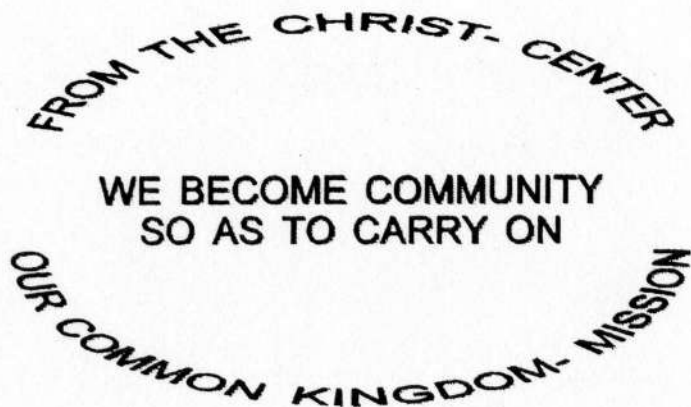 FROM THE CHRIST- CENTER
WE BECOME COMMUNITY
SO AS TO CARRY ON
OUR COMMON KINGDOM- MISSION